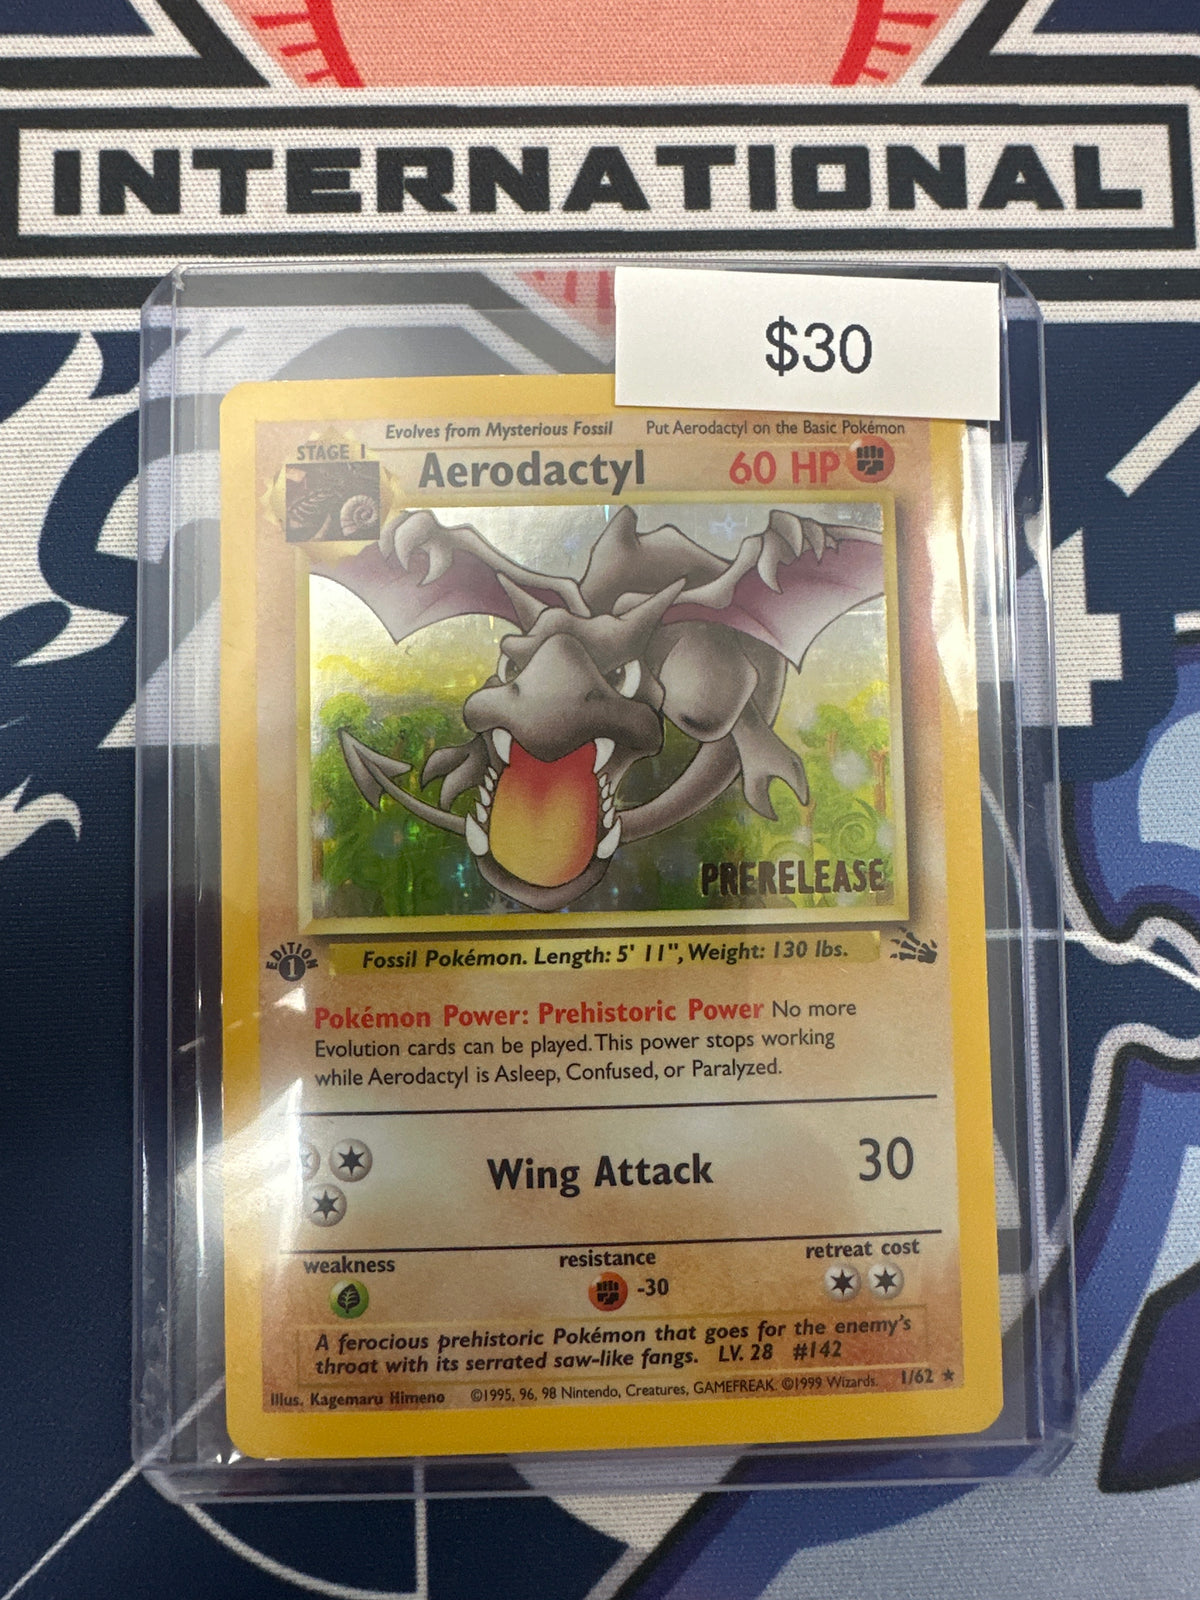 INTERNATIONAL
$30
Evolves from Mysterious Fossil Put Aerodactyl on the Basic Pokémon
STAGE 1
Aerodactyl 60 HP
PRERELEASE
EDITION 1
Fossil Pokémon. Length: 5' 11", Weight: 130 lbs.
Pokémon Power: Prehistoric Power No more
Evolution cards can be played. This power stops working
while Aerodactyl is Asleep, Confused, or Paralyzed.
Wing Attack 30
weakness resistance retreat cost
-30
A ferocious prehistoric Pokémon that goes for the enemy's
throat with its serrated saw-like fangs. LV. 28 #142
Illus. Kagemaru Himeno ©1995, 96, 98 Nintendo, Creatures, GAMEFREAK. ©1999 Wizards. 1/62 ★